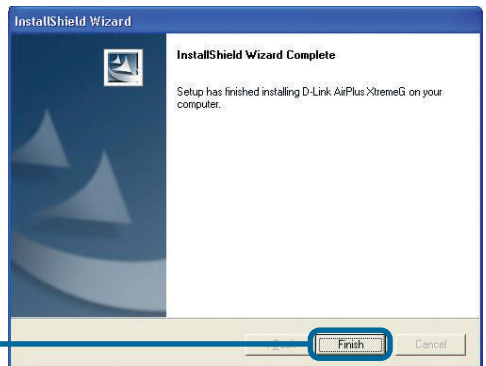 InstallShield Wizard
InstallShield Wizard Complete
Setup has finished installing D-Link AirPlus XtremeG on your
computer.
Finish
Cancel